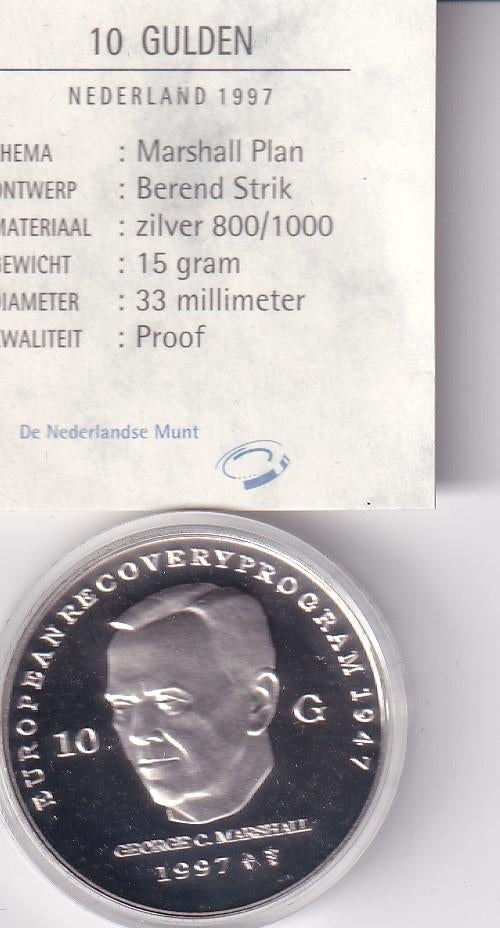 10 GULDEN
NEDERLAND 1997
HEMA : Marshall Plan
ONTWERP : Berend Strik
MATERIAAL : zilver 800/1000
GEWICHT : 15 gram
DIAMETER : 33 millimeter
WALITEIT : Proof
De Nederlandse Munt
EUROPEAN RECOVERY PROGRAM 1947
10 G
GEORGE C. MARSHALL
1997